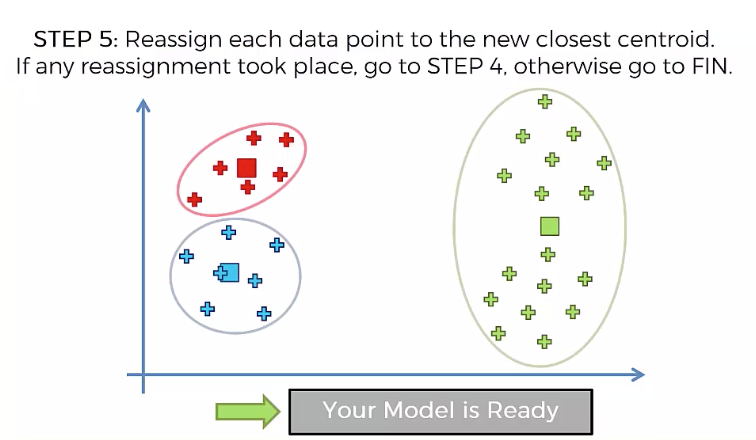 STEP 5: Reassign each data point to the new closest centroid.
If any reassignment took place, go to STEP 4, otherwise go to FIN.
Your Model is Ready